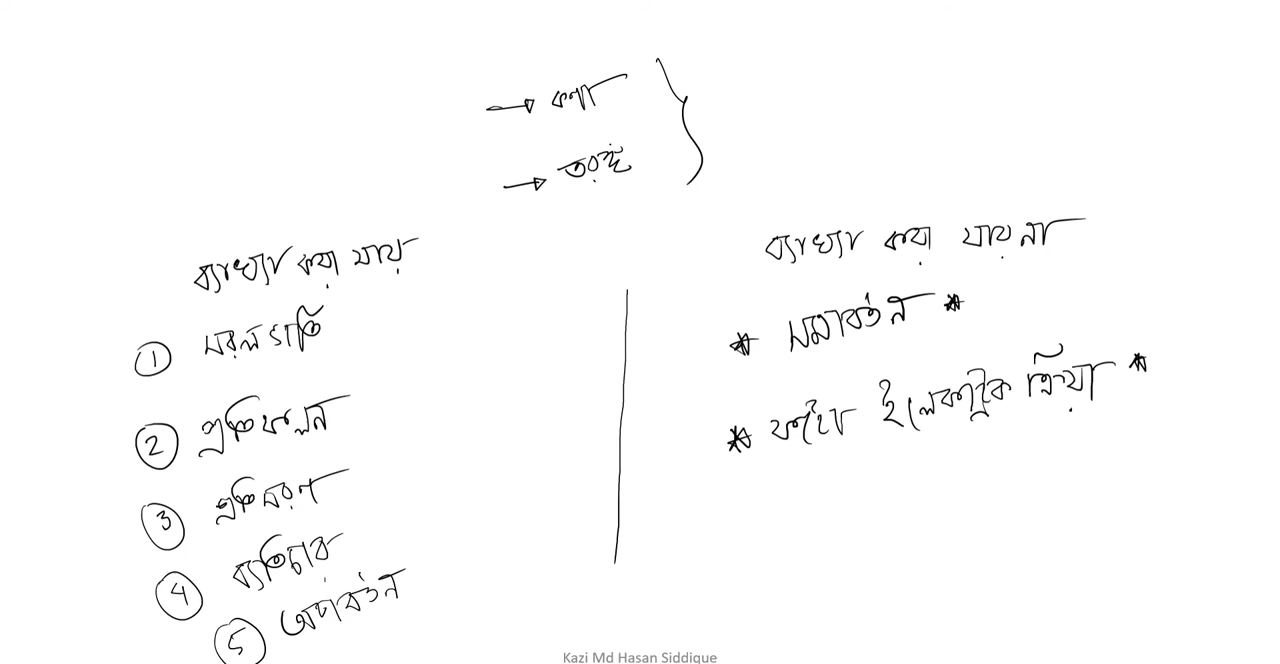 → কণা
→ তরঙ্গ
ব্যাখ্যা করা যায়
① সরলগতি
② প্রতিফলন
③ প্রতিসরণ
④ ব্যতিচার
⑤ অপবর্তন
ব্যাখ্যা করা যায় না
* সমাবর্তন *
* ফটো ইলেকট্রিক ক্রিয়া *
Kazi Md Hasan Siddique